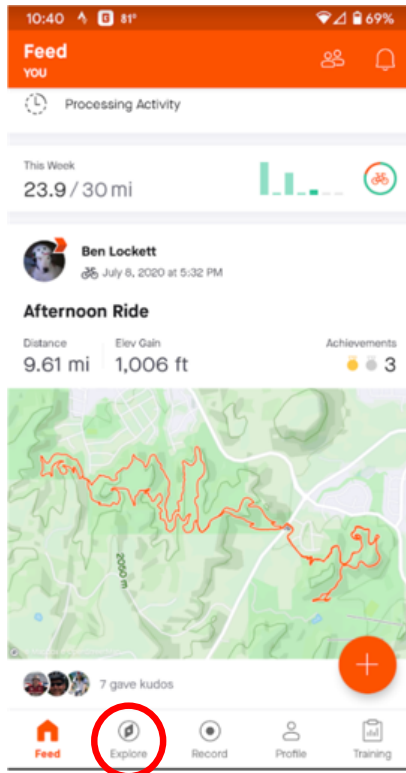 10:40 G 81° 69%
Feed
YOU
Processing Activity
This Week
23.9 / 30 mi
Ben Lockett
July 8, 2020 at 5:32 PM
Afternoon Ride
Distance Elev Gain Achievements
9.61 mi 1,006 ft 3
2050 m
7 gave kudos
Feed Explore Record Profile Training